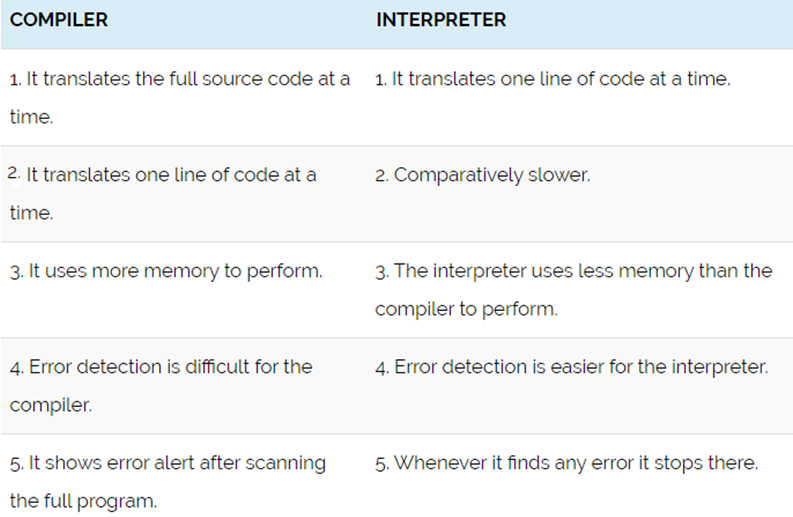 COMPILER INTERPRETER
1. It translates the full source code at a 1. It translates one line of code at a time.
time.
2. It translates one line of code at a 2. Comparatively slower.
time.
3. It uses more memory to perform. 3. The interpreter uses less memory than the
compiler to perform.
4. Error detection is difficult for the 4. Error detection is easier for the interpreter.
compiler.
5. It shows error alert after scanning 5. Whenever it finds any error it stops there.
the full program.